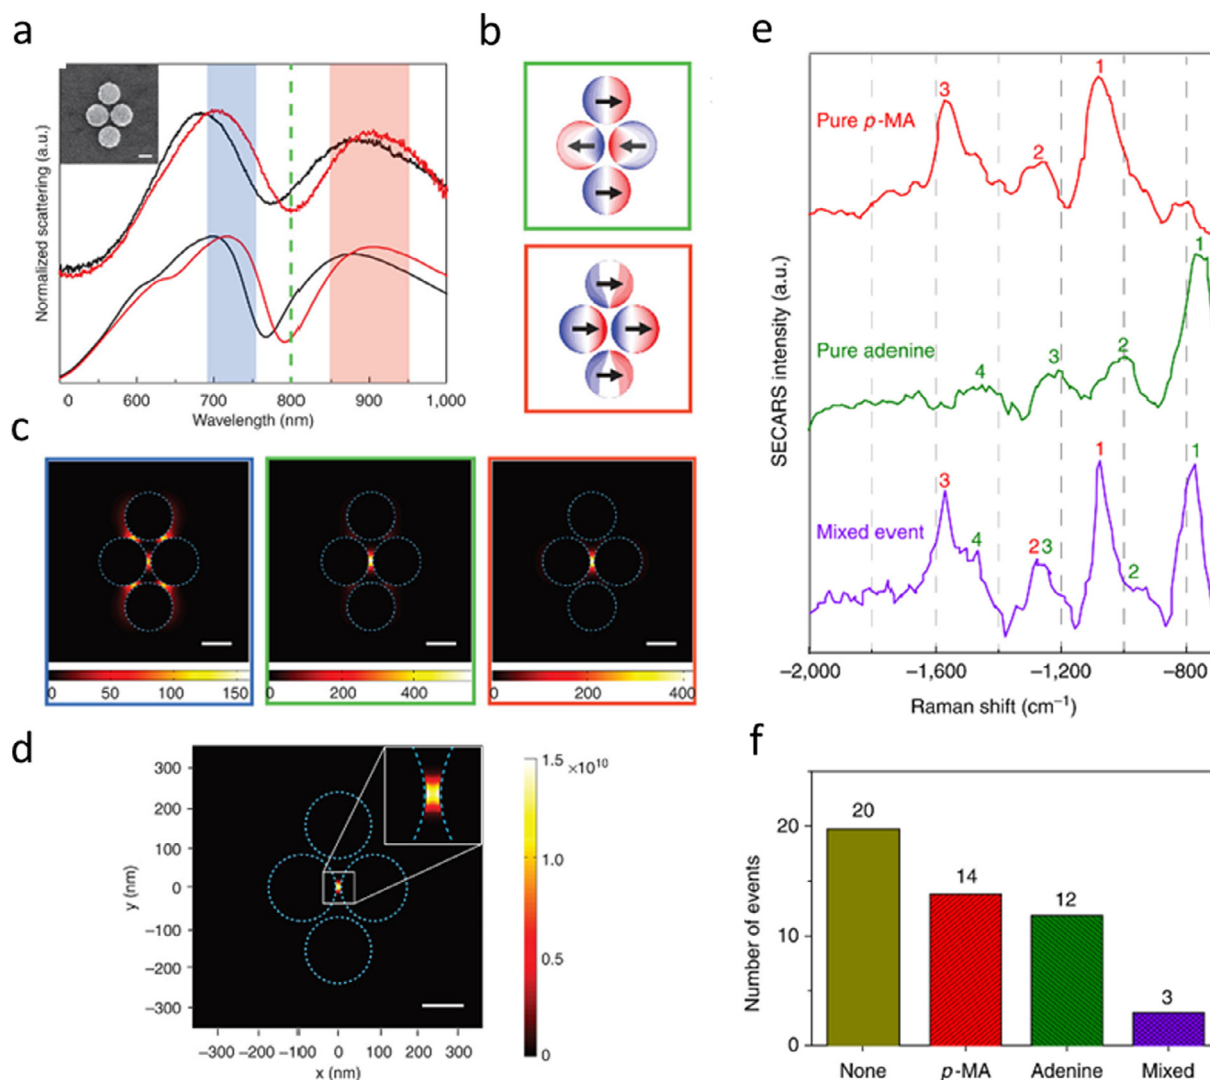 a
Normalized scattering (a.u.)
0 600 700 800 900 1,000
Wavelength (nm)
b
c
0 50 100 150
0 200 400
0 200 400
d
300
200
100
0
−100
−200
−300
y (nm)
−300 −200 −100 0 100 200 300
x (nm)
1.5
×10¹⁰
1.0
0.5
0
e
SECARS intensity (a.u.)
Pure p-MA
3
2
1
Pure adenine
4
3
2
1
Mixed event
3
4
2 3
1
2
1
−2,000 −1,600 −1,200 −800
Raman shift (cm⁻¹)
f
Number of events
20
10
0
20
14
12
3
None p-MA Adenine Mixed